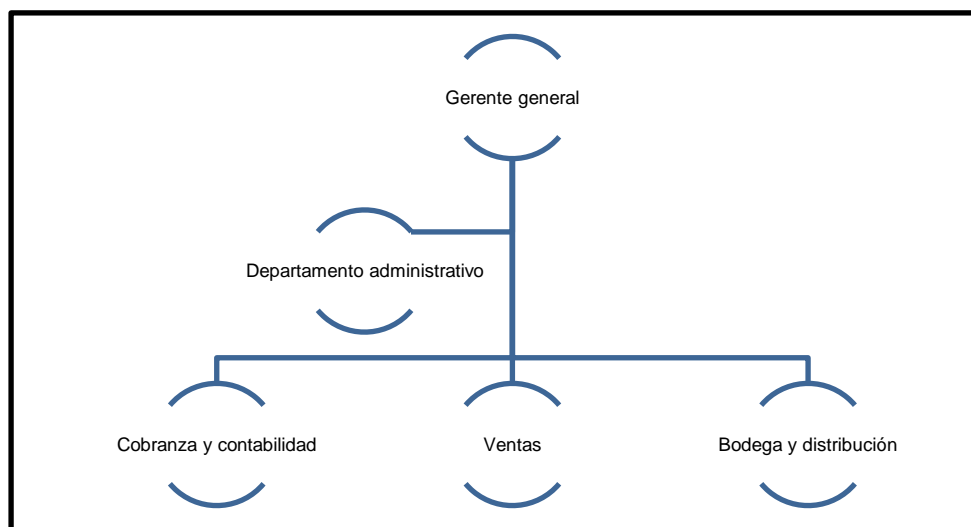 Gerente general
Departamento administrativo
Cobranza y contabilidad
Ventas
Bodega y distribución